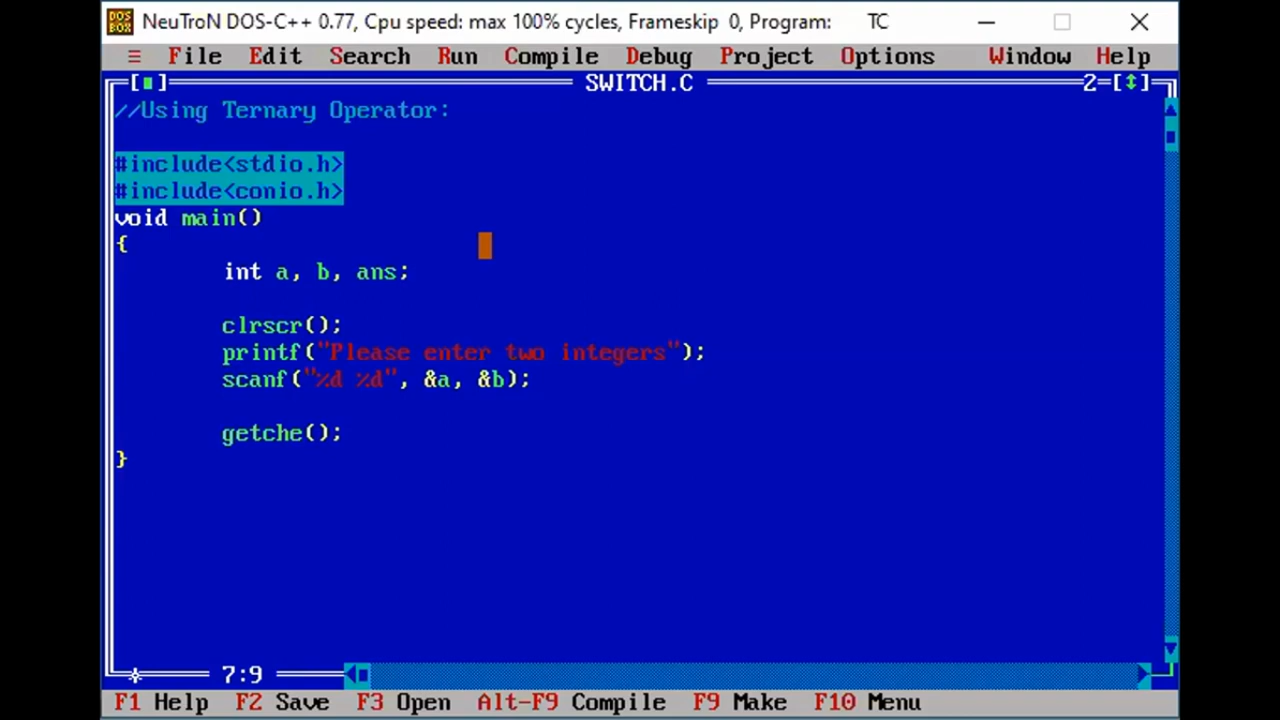 NeuTroN DOS-C++ 0.77, Cpu speed: max 100% cycles, Frameskip 0, Program: TC
≡ File Edit Search Run Compile Debug Project Options Window Help
[■] SWITCH.C 2=[↕]
//Using Ternary Operator:
#include<stdio.h>
#include<conio.h>
void main()
{
int a, b, ans;
clrscr();
printf("Please enter two integers");
scanf("%d %d", &a, &b);
getche();
}
7:9
F1 Help F2 Save F3 Open Alt-F9 Compile F9 Make F10 Menu